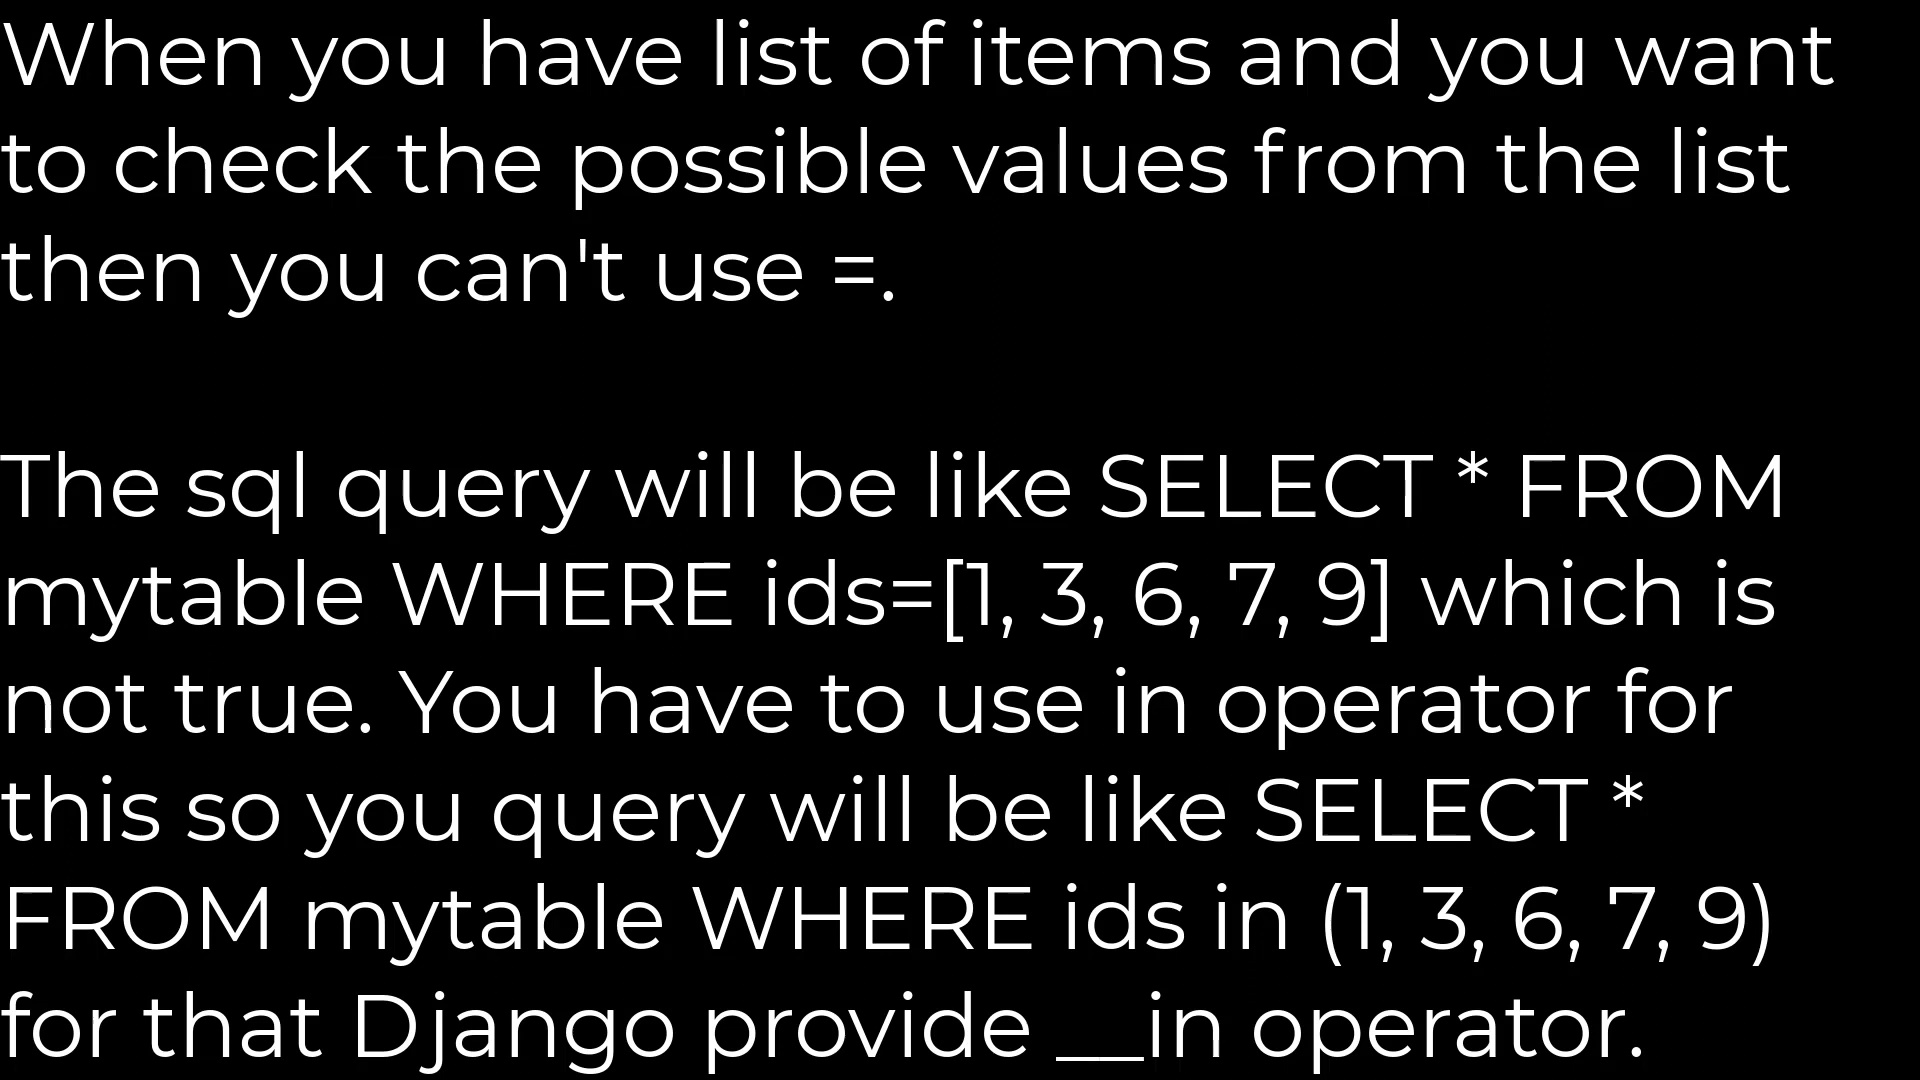 When you have list of items and you want
to check the possible values from the list
then you can't use =.
The sql query will be like SELECT * FROM
mytable WHERE ids=[1, 3, 6, 7, 9] which is
not true. You have to use in operator for
this so you query will be like SELECT *
FROM mytable WHERE ids in (1, 3, 6, 7, 9)
for that Django provide __in operator.